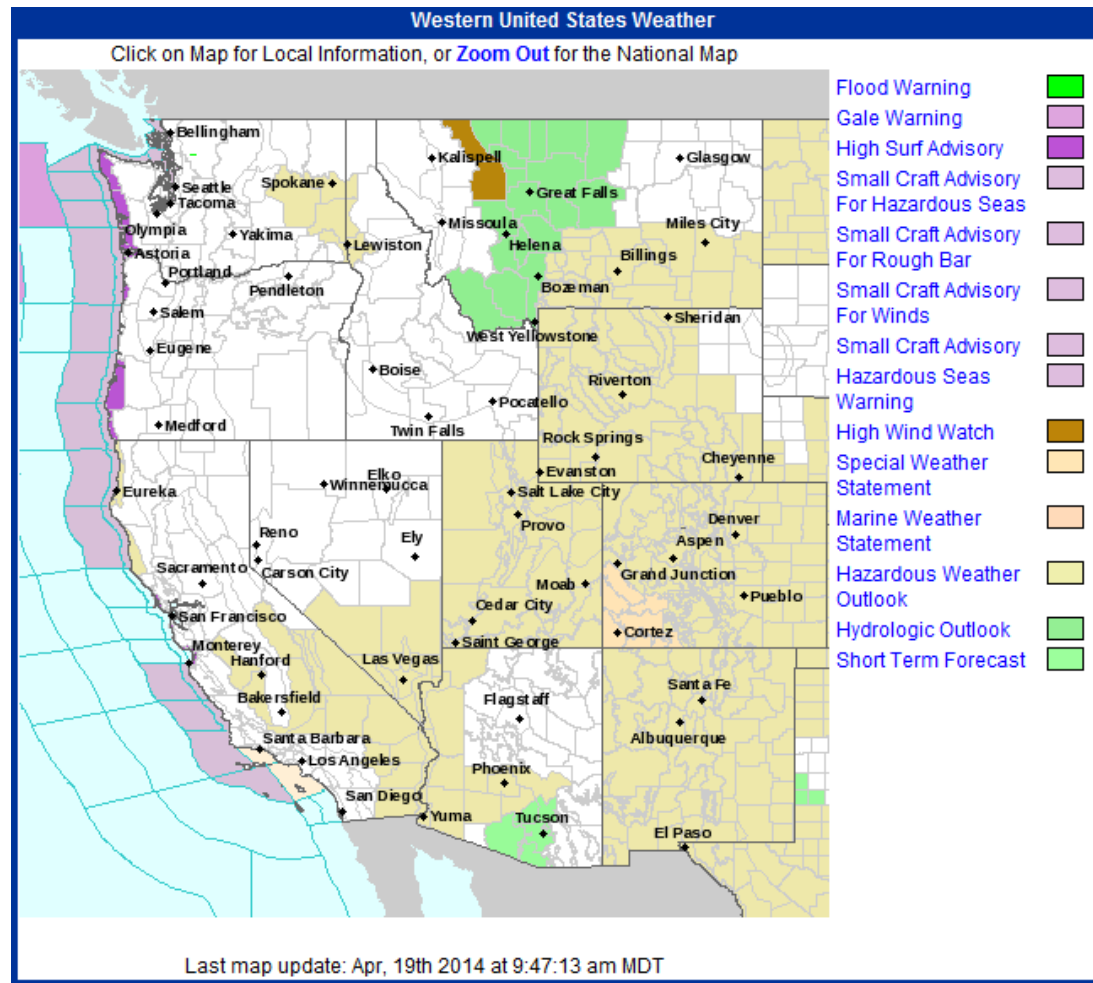 Western United States Weather
Click on Map for Local Information, or Zoom Out for the National Map
Flood Warning
Gale Warning
High Surf Advisory
Small Craft Advisory
For Hazardous Seas
Small Craft Advisory
For Rough Bar
Small Craft Advisory
For Winds
Small Craft Advisory
Hazardous Seas
Warning
High Wind Watch
Special Weather
Statement
Marine Weather
Statement
Hazardous Weather
Outlook
Hydrologic Outlook
Short Term Forecast
Bellingham
Kalispell
Glasgow
Seattle
Spokane
Great Falls
Tacoma
Olympia
Yakima
Missoula
Miles City
Astoria
Lewiston
Helena
Billings
Portland
Pendleton
Bozeman
Salem
Sheridan
West Yellowstone
Eugene
Boise
Riverton
Pocatello
Medford
Twin Falls
Rock Springs
Cheyenne
Elko
Evanston
Eureka
Winnemucca
Salt Lake City
Provo
Denver
Reno
Ely
Aspen
Sacramento
Carson City
Moab
Grand Junction
Pueblo
San Francisco
Cedar City
Cortez
Monterey
Saint George
Hanford
Las Vegas
Santa Fe
Bakersfield
Flagstaff
Albuquerque
Santa Barbara
Los Angeles
Phoenix
San Diego
Yuma
Tucson
El Paso
Last map update: Apr, 19th 2014 at 9:47:13 am MDT